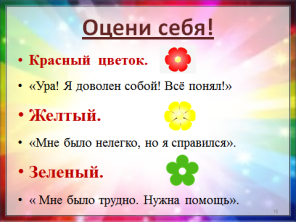 Оцени себя!
• Красный цветок.
• «Ура! Я доволен собой! Всё понял!»
• Желтый.
• «Мне было нелегко, но я справился».
• Зеленый.
• « Мне было трудно. Нужна помощь».